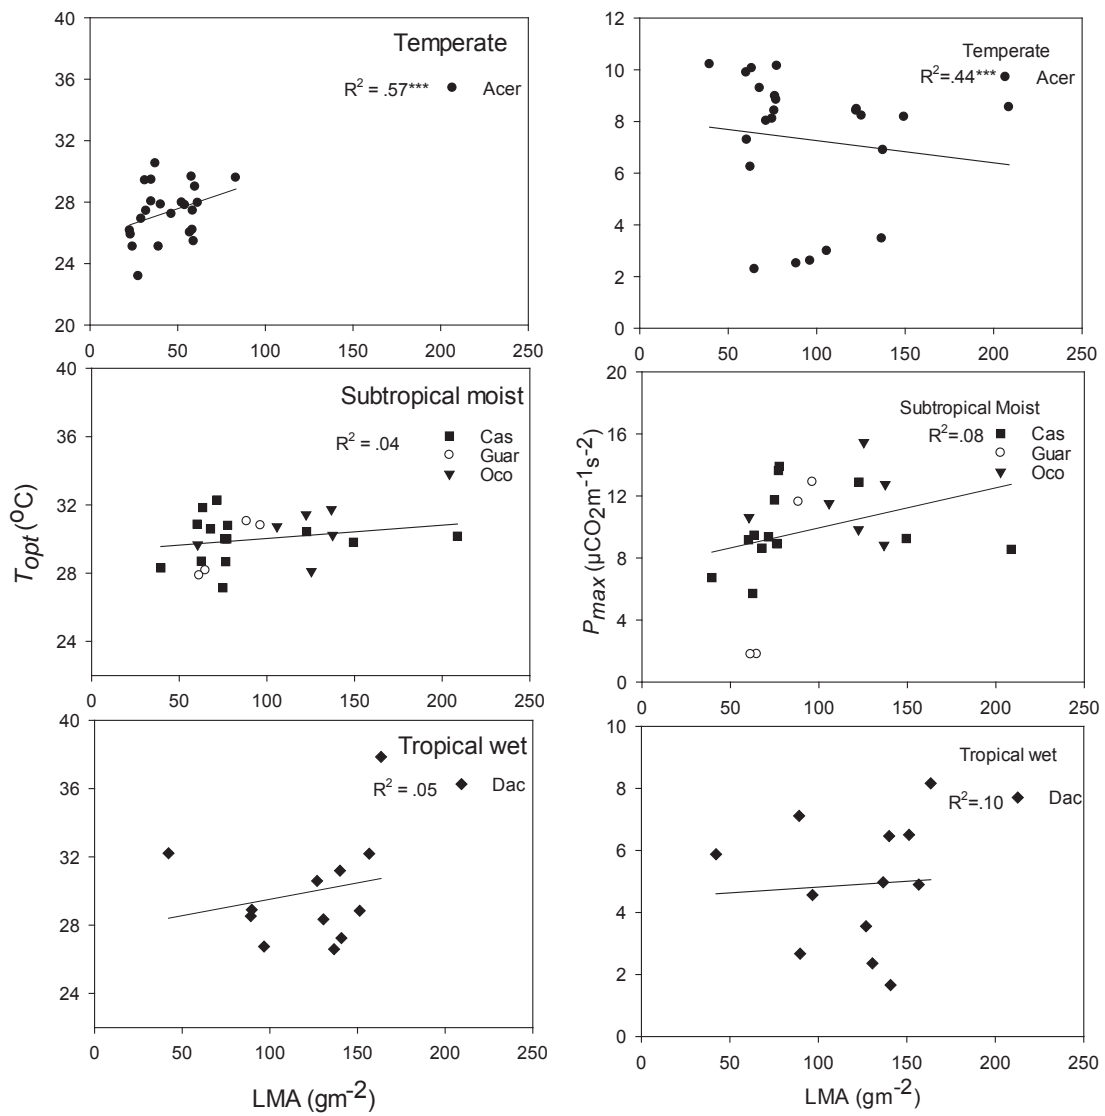 40
36
32
28
24
20
Temperate
R² = .57*** Acer
0 50 100 150 200 250
12
10
8
6
4
2
0
Temperate
R²=.44*** Acer
0 50 100 150 200 250
40
36
32
28
24
Subtropical moist
R² = .04
Cas
Guar
Oco
T_opt (⁰C)
0 50 100 150 200 250
20
16
12
8
4
0
Subtropical Moist
R²=.08
Cas
Guar
Oco
P_max (µCO2m⁻¹s⁻²)
0 50 100 150 200 250
40
36
32
28
24
Tropical wet
R² = .05 Dac
0 50 100 150 200 250
LMA (gm⁻²)
10
8
6
4
2
0
Tropical wet
R²=.10 Dac
0 50 100 150 200 250
LMA (gm⁻²)